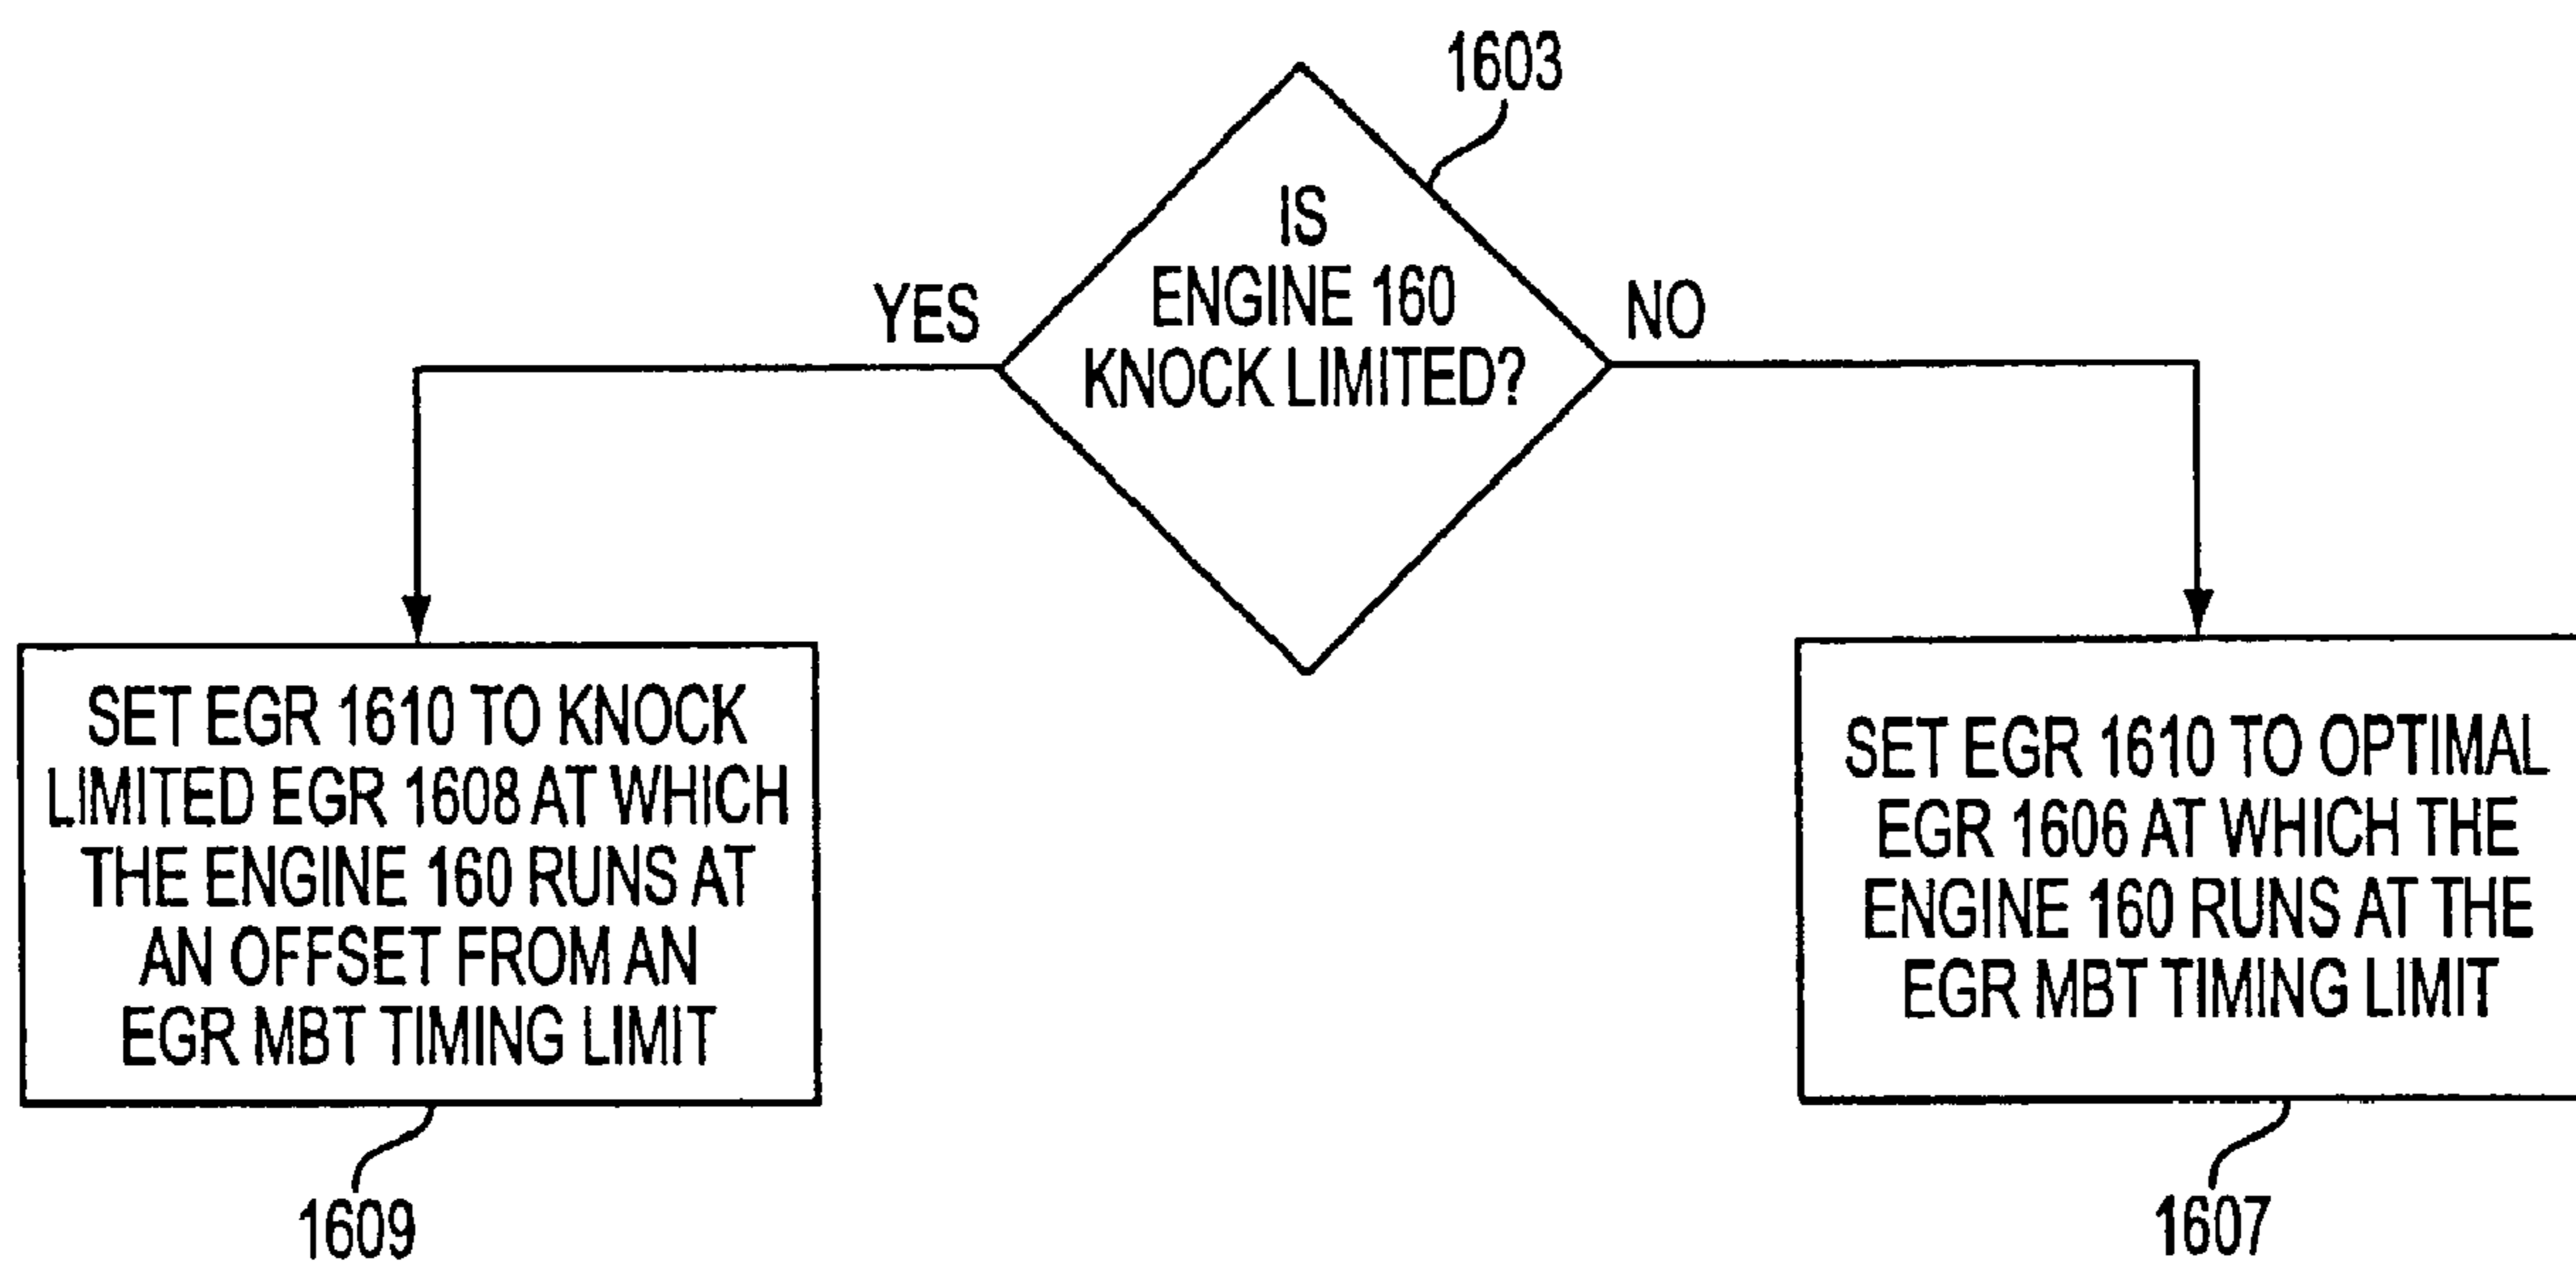 1603
IS
ENGINE 160
KNOCK LIMITED?
YES
NO
SET EGR 1610 TO KNOCK
LIMITED EGR 1608 AT WHICH
THE ENGINE 160 RUNS AT
AN OFFSET FROM AN
EGR MBT TIMING LIMIT
1609
SET EGR 1610 TO OPTIMAL
EGR 1606 AT WHICH THE
ENGINE 160 RUNS AT THE
EGR MBT TIMING LIMIT
1607